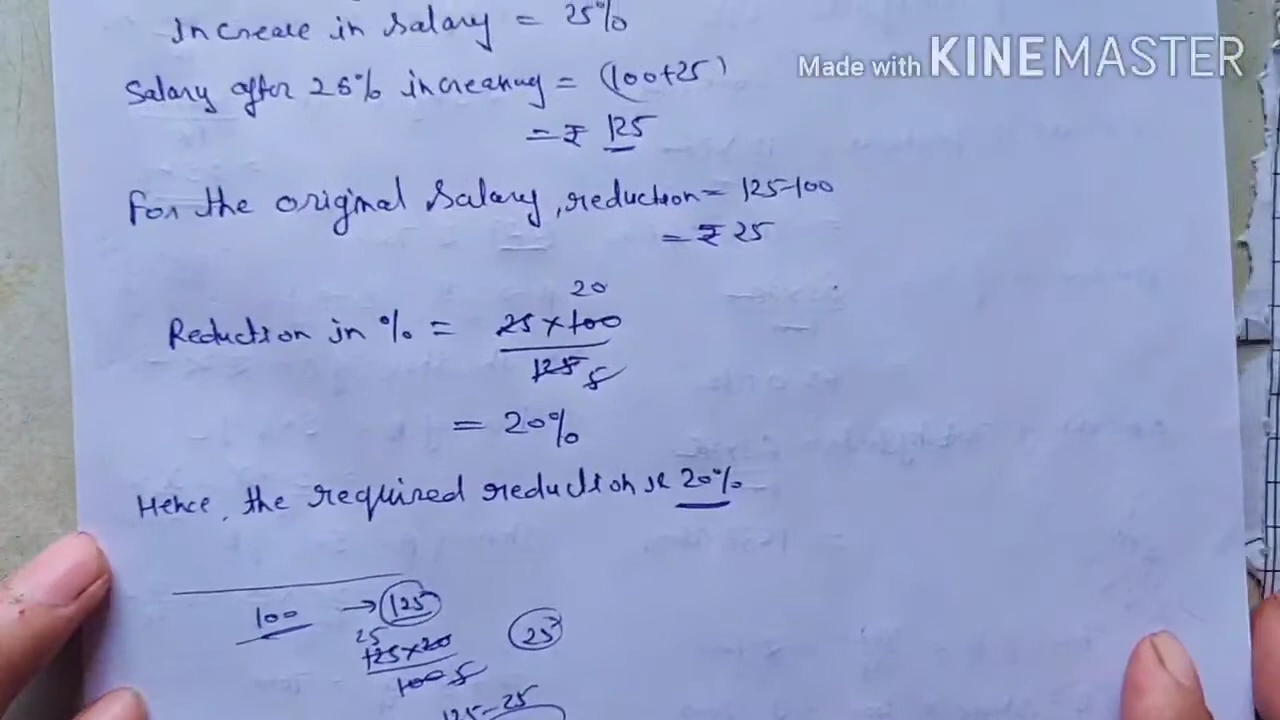 Increase in salary = 25%
Made with KINEMASTER
Salary after 25% increasing = (100+25)
= ₹ 125
For the original salary, reduction = 125-100
= ₹ 25
20
Reduction in % = 25 × 100
125 5
= 20%
Hence, the required reduction is 20%
100 → 125
25
25
125×20
100 5
125-25